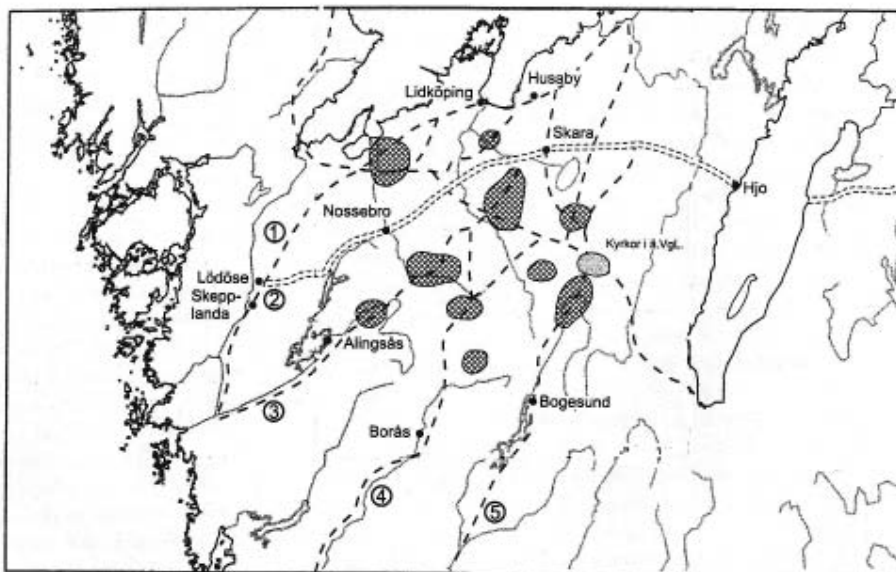 Husaby
Lidköping
Skara
Hjo
Nossebro
Kyrkor i ä.VgL.
①
Lödöse
Skepp-
landa
②
Alingsås
③
Bogesund
Borås
④
⑤